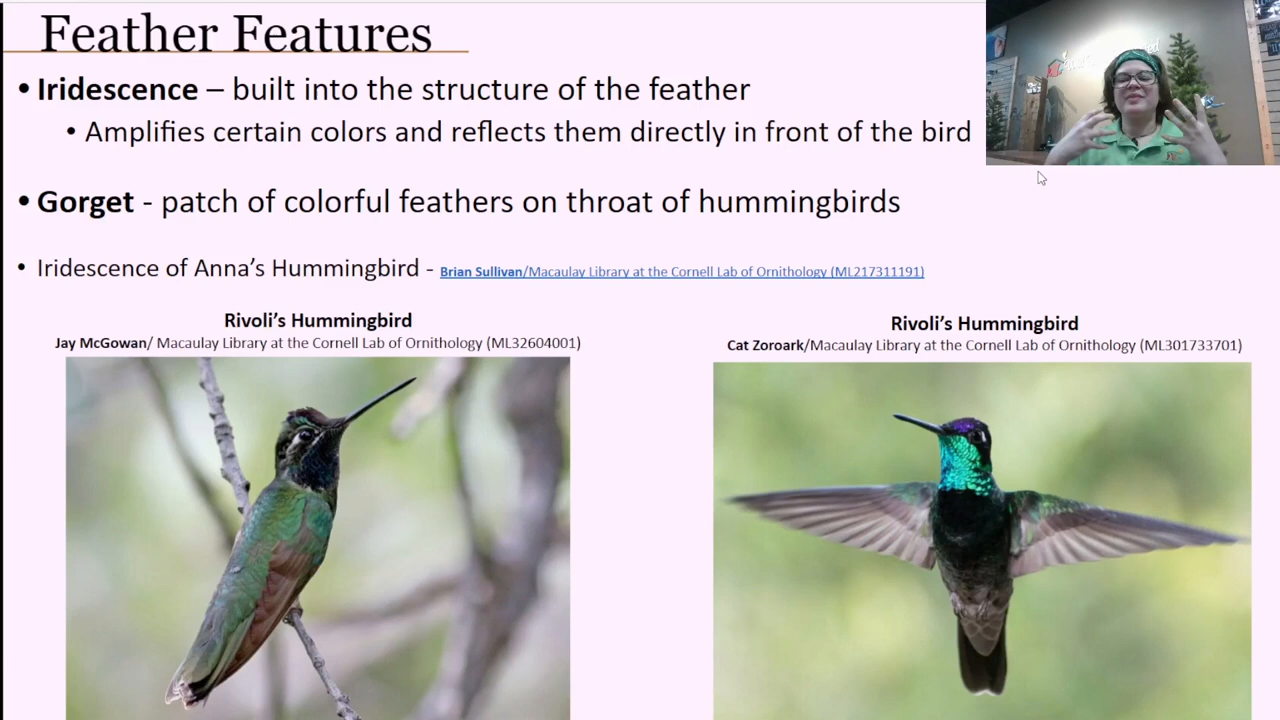 Feather Features
• Iridescence – built into the structure of the feather
• Amplifies certain colors and reflects them directly in front of the bird
• Gorget - patch of colorful feathers on throat of hummingbirds
• Iridescence of Anna’s Hummingbird - Brian Sullivan/Macaulay Library at the Cornell Lab of Ornithology (ML217311191)
Rivoli’s Hummingbird
Jay McGowan/ Macaulay Library at the Cornell Lab of Ornithology (ML32604001)
Rivoli’s Hummingbird
Cat Zoroark/Macaulay Library at the Cornell Lab of Ornithology (ML301733701)